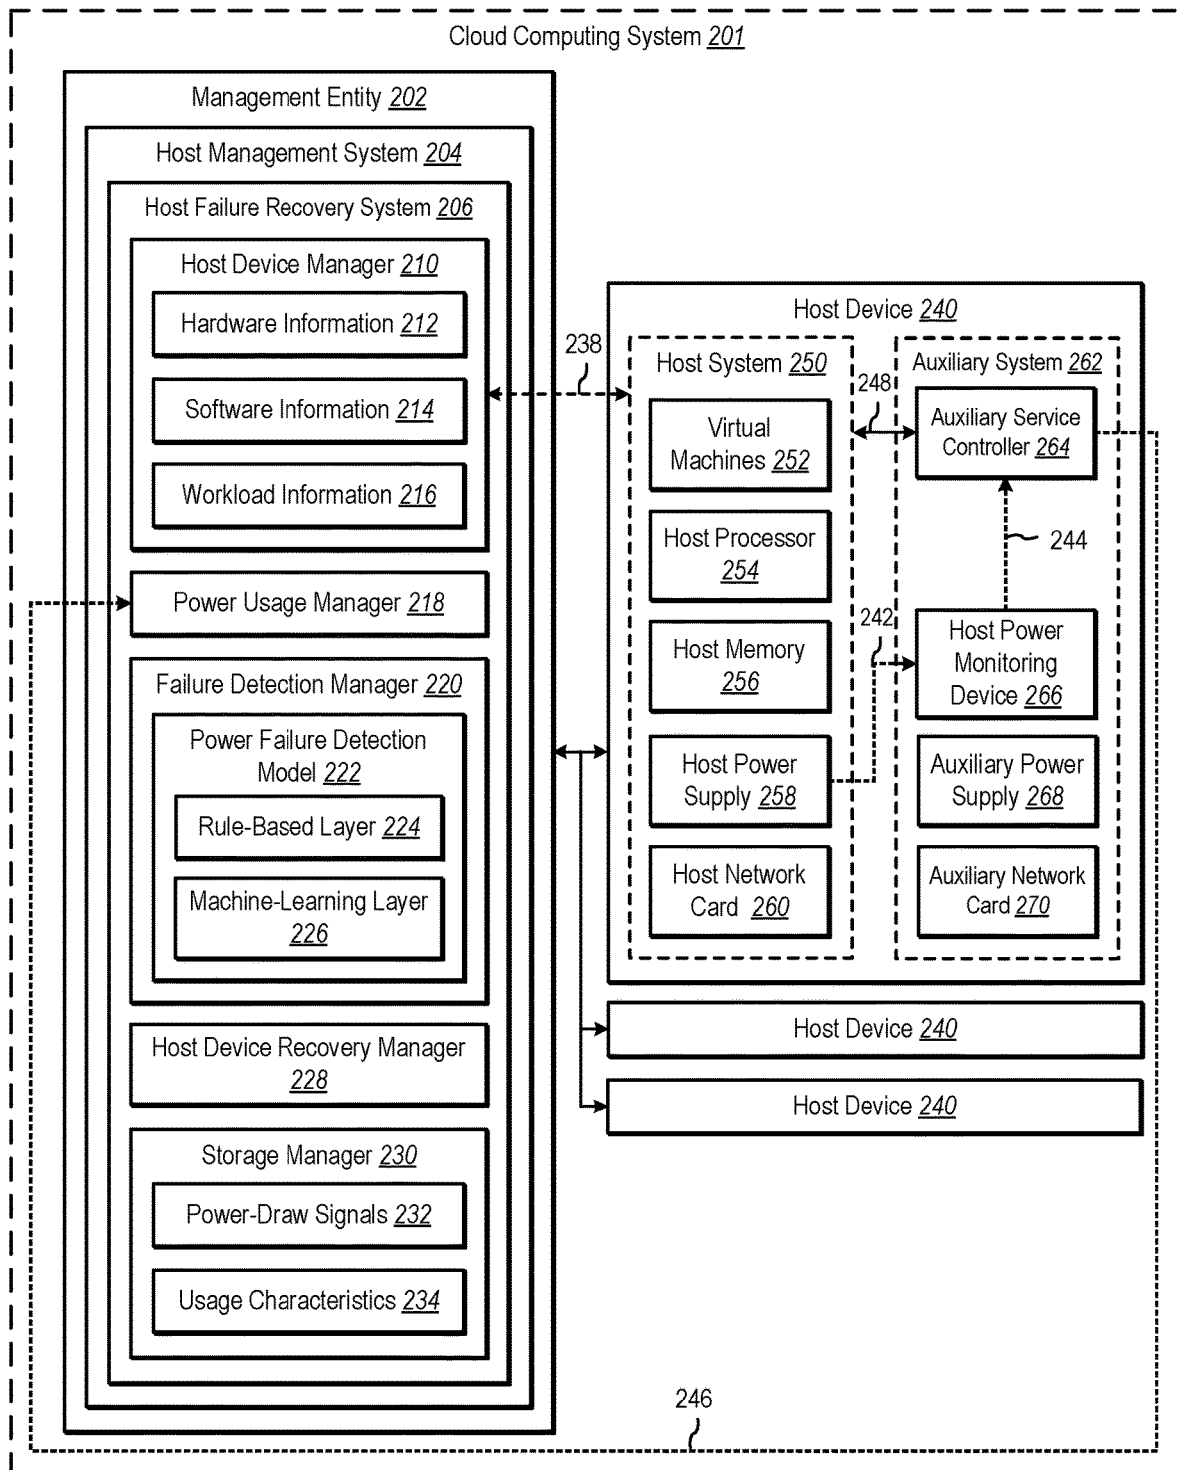 Cloud Computing System 201
Management Entity 202
Host Management System 204
Host Failure Recovery System 206
Host Device Manager 210
Hardware Information 212
Software Information 214
Workload Information 216
Power Usage Manager 218
Failure Detection Manager 220
Power Failure Detection
Model 222
Rule-Based Layer 224
Machine-Learning Layer
226
Host Device Recovery Manager
228
Storage Manager 230
Power-Draw Signals 232
Usage Characteristics 234
238
Host Device 240
Host System 250
Virtual
Machines 252
Host Processor
254
Host Memory
256
Host Power
Supply 258
Host Network
Card 260
248
242
Auxiliary System 262
Auxiliary Service
Controller 264
244
Host Power
Monitoring
Device 266
Auxiliary Power
Supply 268
Auxiliary Network
Card 270
Host Device 240
Host Device 240
246